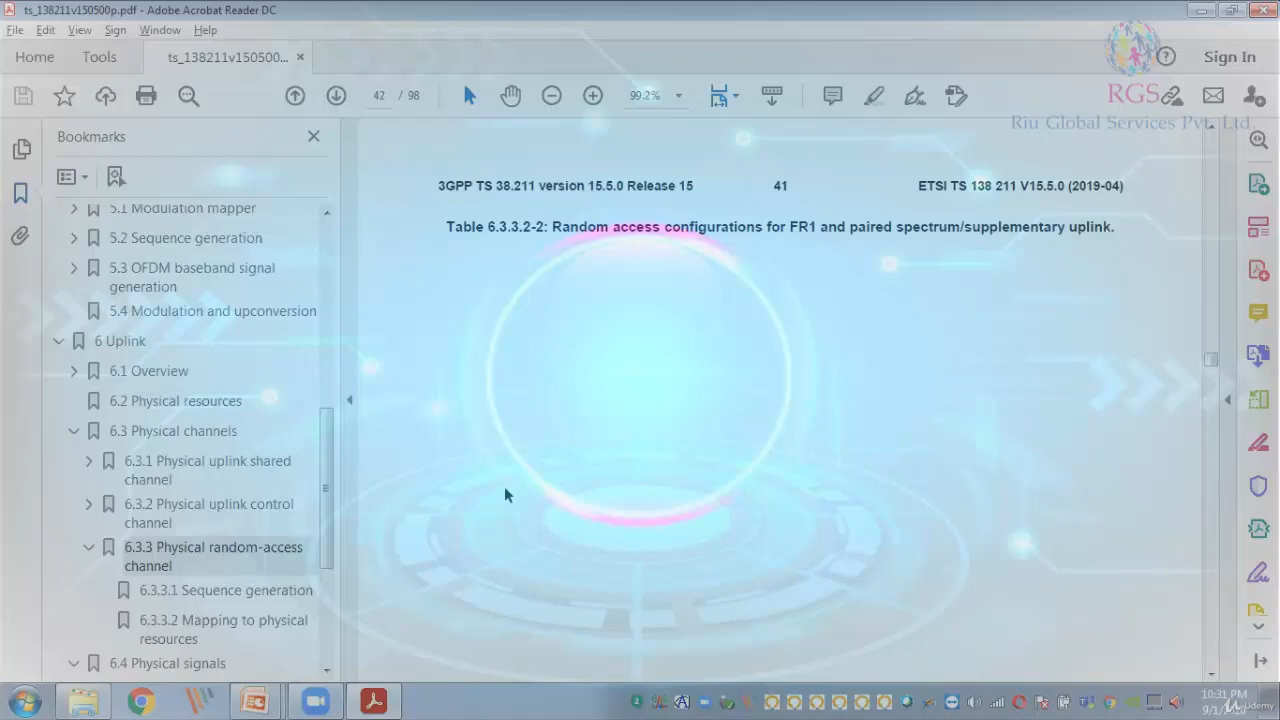 ts_138211v150500p.pdf - Adobe Acrobat Reader DC
File Edit View Sign Window Help
Home Tools ts_138211v150500... × Sign In
42 / 98 99.2%
RGS
Riu Global Services Pvt. Ltd
Bookmarks
5.1 Modulation mapper
5.2 Sequence generation
5.3 OFDM baseband signal
generation
5.4 Modulation and upconversion
6 Uplink
6.1 Overview
6.2 Physical resources
6.3 Physical channels
6.3.1 Physical uplink shared
channel
6.3.2 Physical uplink control
channel
6.3.3 Physical random-access
channel
6.3.3.1 Sequence generation
6.3.3.2 Mapping to physical
resources
6.4 Physical signals
3GPP TS 38.211 version 15.5.0 Release 15 41 ETSI TS 138 211 V15.5.0 (2019-04)
Table 6.3.3.2-2: Random access configurations for FR1 and paired spectrum/supplementary uplink.
10:31 PM
Udemy